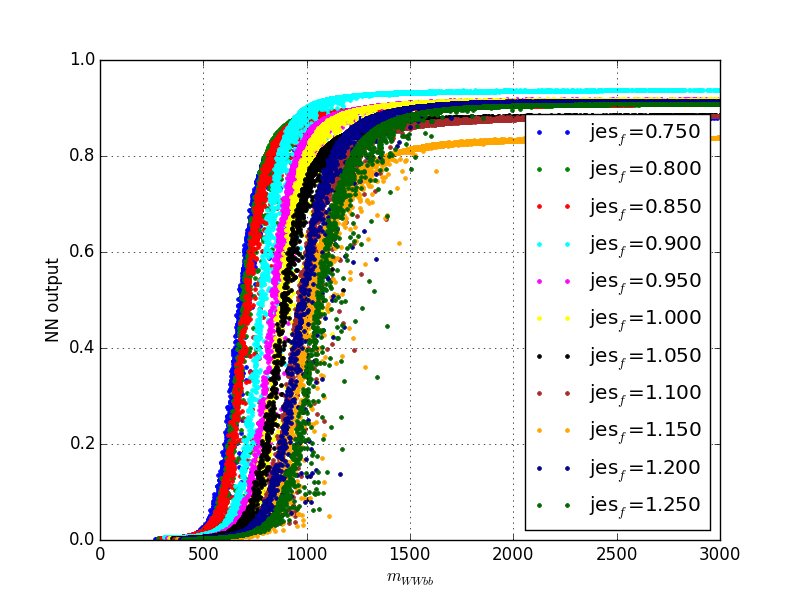 1.0
0.8
0.6
0.4
0.2
0.0
NN output
0 500 1000 1500 2000 2500 3000
m_{WWbb}
jes_f=0.750
jes_f=0.800
jes_f=0.850
jes_f=0.900
jes_f=0.950
jes_f=1.000
jes_f=1.050
jes_f=1.100
jes_f=1.150
jes_f=1.200
jes_f=1.250